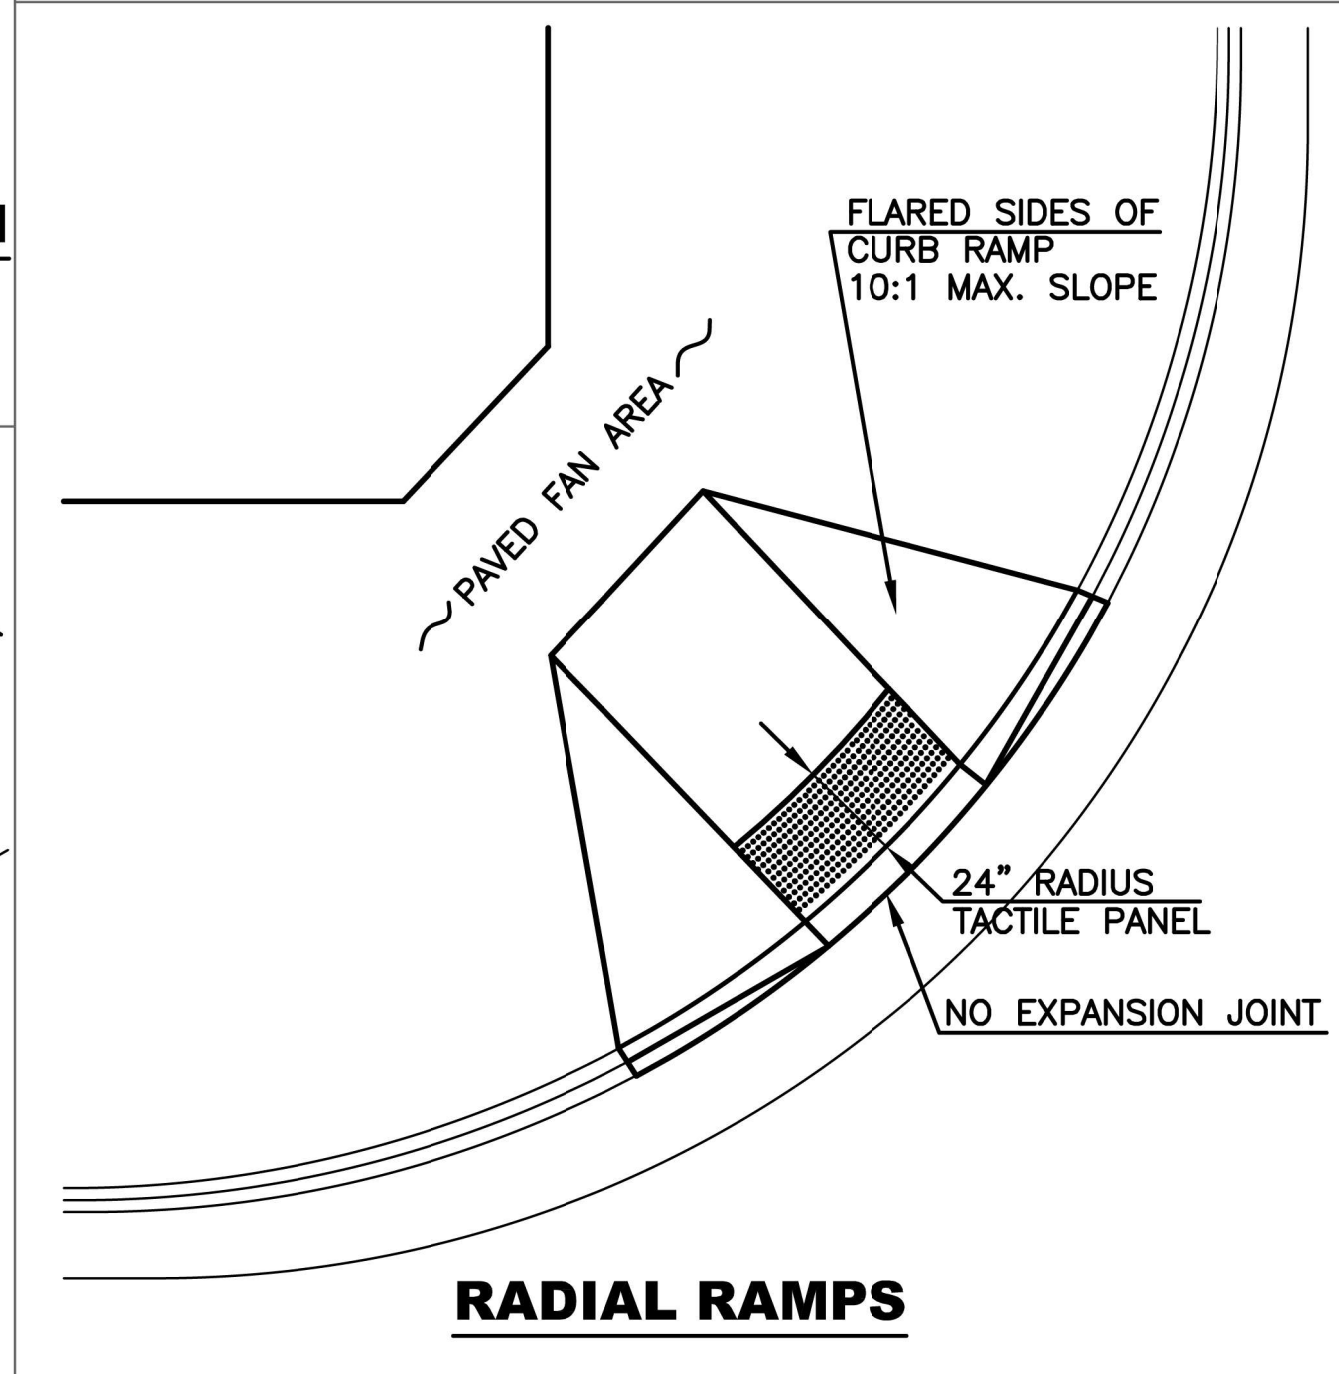 FLARED SIDES OF
CURB RAMP
10:1 MAX. SLOPE
PAVED FAN AREA
24" RADIUS
TACTILE PANEL
NO EXPANSION JOINT
RADIAL RAMPS